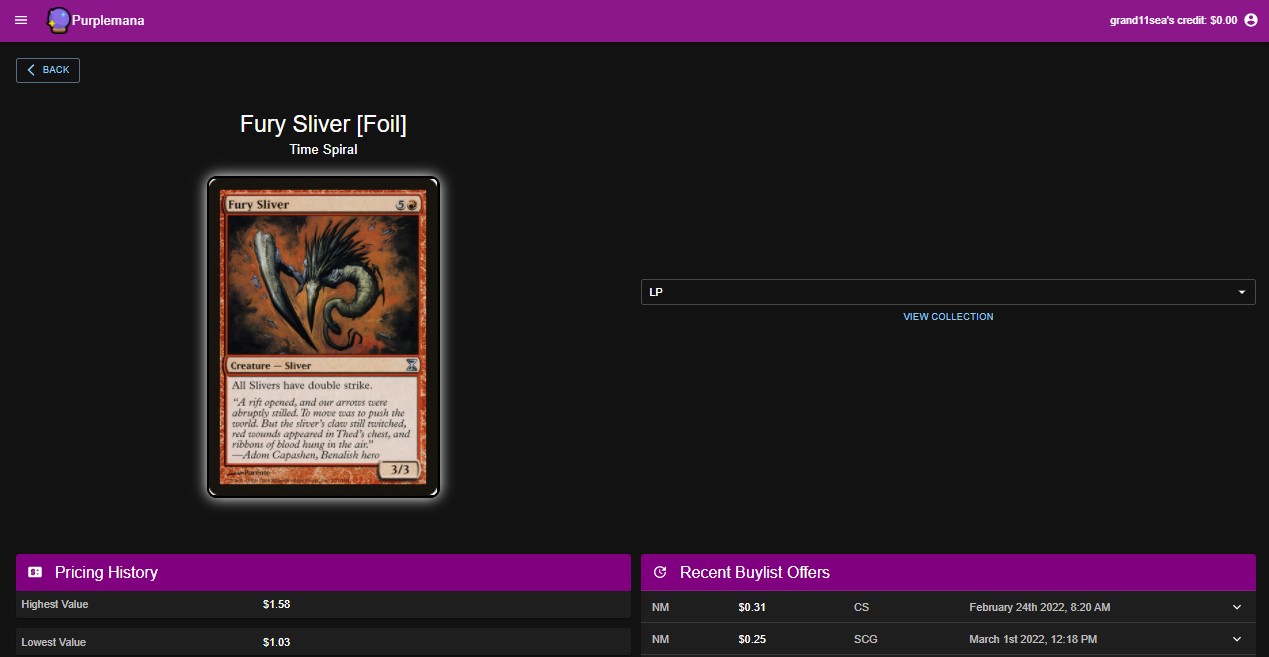 Purplemana
grand11sea's credit: $0.00
BACK
Fury Sliver [Foil]
Time Spiral
Fury Sliver
5
Creature — Sliver
All Slivers have double strike.
"A rift opened, and our arrows were
abruptly stilled. To move was to push the
world. But the sliver's claw still twitched,
red wounds appeared in Thed's chest, and
ribbons of blood hung in the air."
—Adom Capashen, Benalish hero
3/3
Parente
LP
VIEW COLLECTION
Pricing History
Highest Value $1.58
Lowest Value $1.03
Recent Buylist Offers
NM $0.31 CS February 24th 2022, 8:20 AM
NM $0.25 SCG March 1st 2022, 12:18 PM